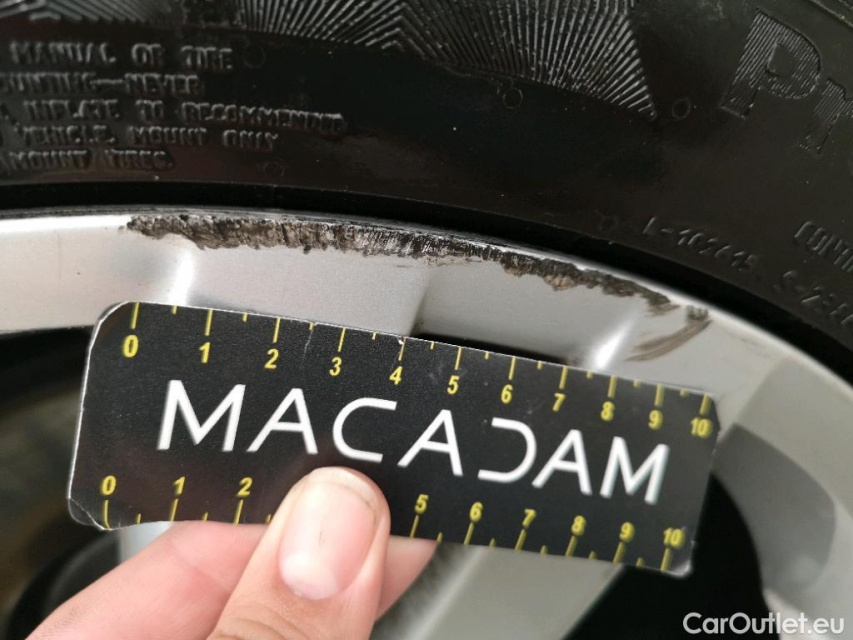 MANUAL OR TIRE
UNTING—NEVER
INFLATE TO RECOMMENDED
VEHICLE. MOUNT ONLY
MOUNT TIRES
0 1 2 3 4 5 6 7 8 9 10
MACADAM
0 1 2 5 6 7 8 9 10
CarOutlet.eu